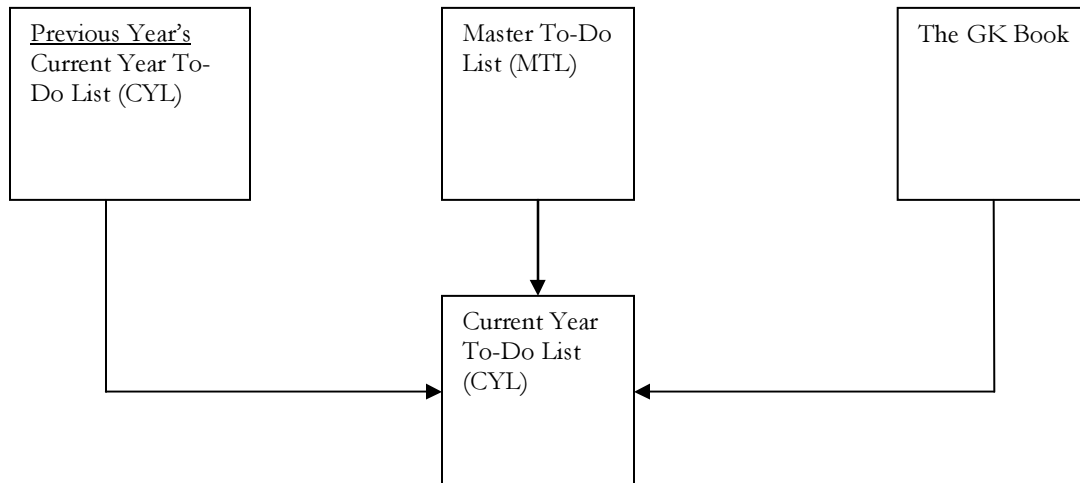 Previous Year's
Current Year To-
Do List (CYL)
Master To-Do
List (MTL)
The GK Book
Current Year
To-Do List
(CYL)